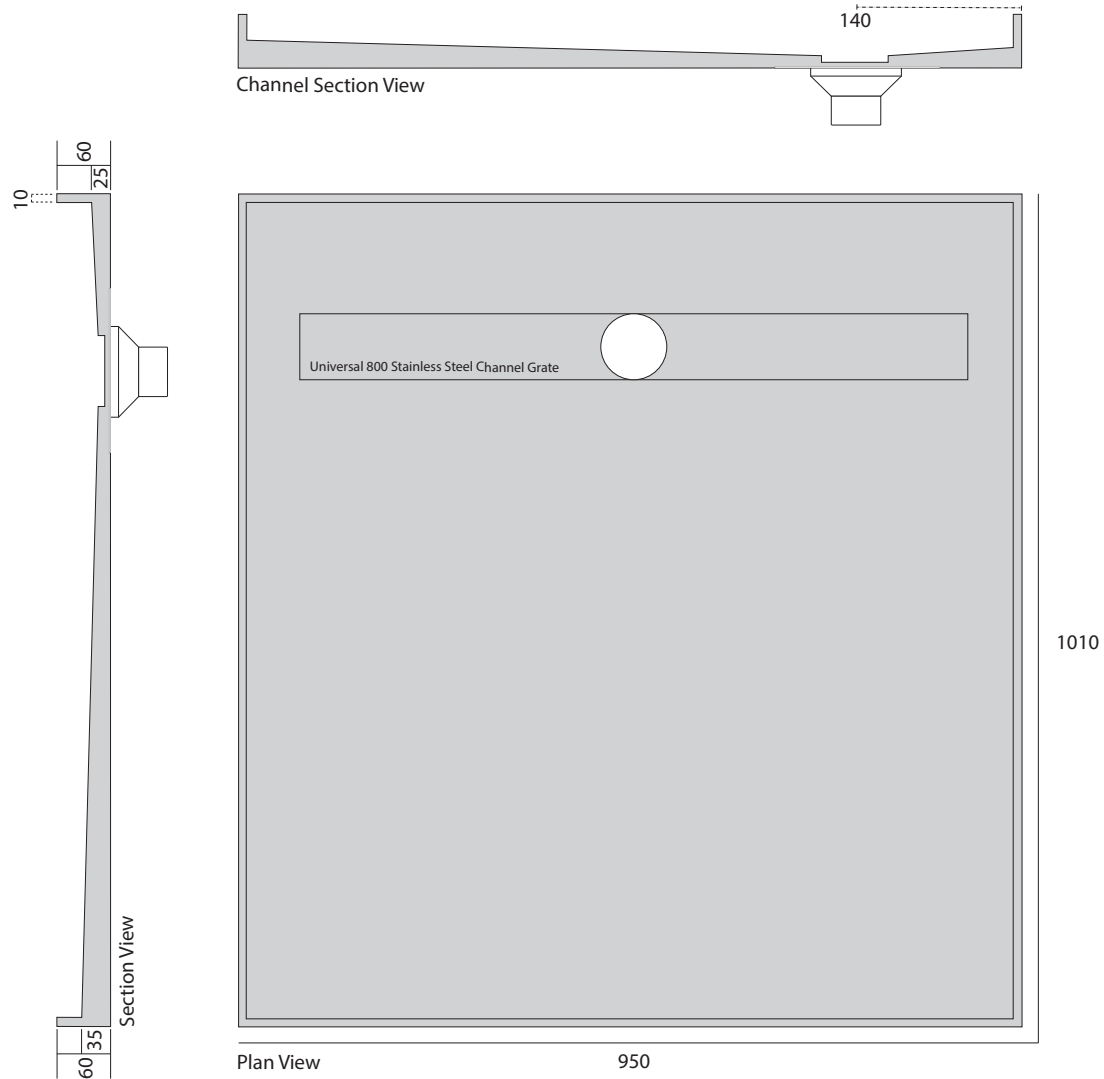 140
Channel Section View
60
25
10
Universal 800 Stainless Steel Channel Grate
1010
Section View
35
60
Plan View
950